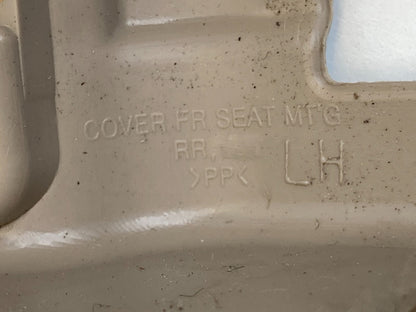 COVER FR SEAT MT'G
RR, LH
>PP<